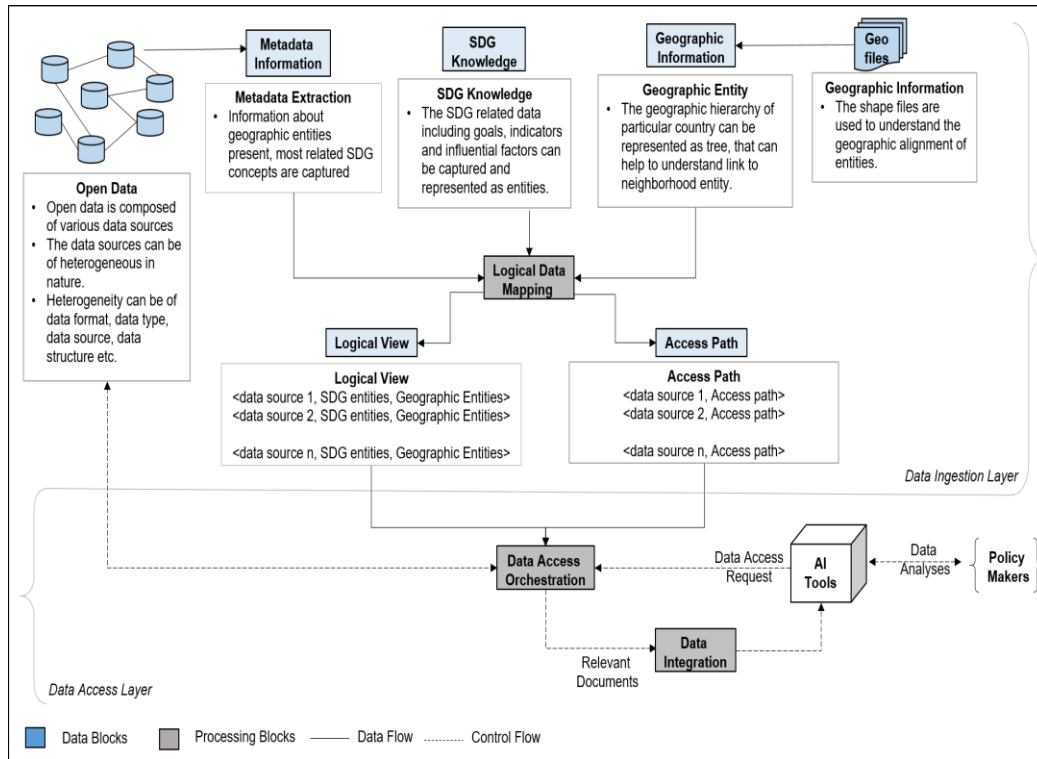 Metadata
Information
SDG
Knowledge
Geographic
Information
Geo
files
Metadata Extraction
• Information about
geographic entities
present, most related SDG
concepts are captured
SDG Knowledge
• The SDG related data
including goals, indicators
and influential factors can
be captured and
represented as entities.
Geographic Entity
• The geographic hierarchy of
particular country can be
represented as tree, that can
help to understand link to
neighborhood entity.
Geographic Information
• The shape files are
used to understand the
geographic alignment of
entities.
Open Data
• Open data is composed
of various data sources
• The data sources can be
of heterogeneous in
nature.
• Heterogeneity can be of
data format, data type,
data source, data
structure etc.
Logical Data
Mapping
Logical View
Access Path
Logical View
<data source 1, SDG entities, Geographic Entities>
<data source 2, SDG entities, Geographic Entities>
<data source n, SDG entities, Geographic Entities>
Access Path
<data source 1, Access path>
<data source 2, Access path>
<data source n, Access path>
Data Ingestion Layer
Data Access
Orchestration
Data Access
Request
AI
Tools
Data
Analyses
Policy
Makers
Relevant
Documents
Data
Integration
Data Access Layer
Data Blocks
Processing Blocks
Data Flow
Control Flow